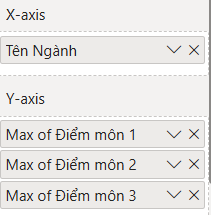 X-axis
Tên Ngành
Y-axis
Max of Điểm môn 1
Max of Điểm môn 2
Max of Điểm môn 3